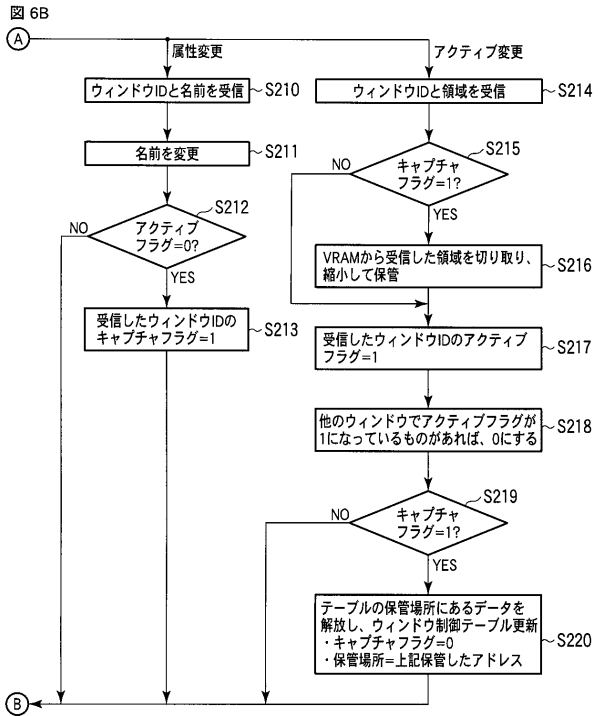 図 6B
A
属性変更
ウィンドウIDと名前を受信
S210
名前を変更
S211
アクティブ
フラグ=0?
S212
NO
YES
受信したウィンドウIDの
キャプチャフラグ=1
S213
アクティブ変更
ウィンドウIDと領域を受信
S214
キャプチャ
フラグ=1?
S215
NO
YES
VRAMから受信した領域を切り取り、
縮小して保管
S216
受信したウィンドウIDのアクティブ
フラグ=1
S217
他のウィンドウでアクティブフラグが
1になっているものがあれば、0にする
S218
キャプチャ
フラグ=1?
S219
NO
YES
テーブルの保管場所にあるデータを
解放し、ウィンドウ制御テーブル更新
・キャプチャフラグ=0
・保管場所=上記保管したアドレス
S220
B